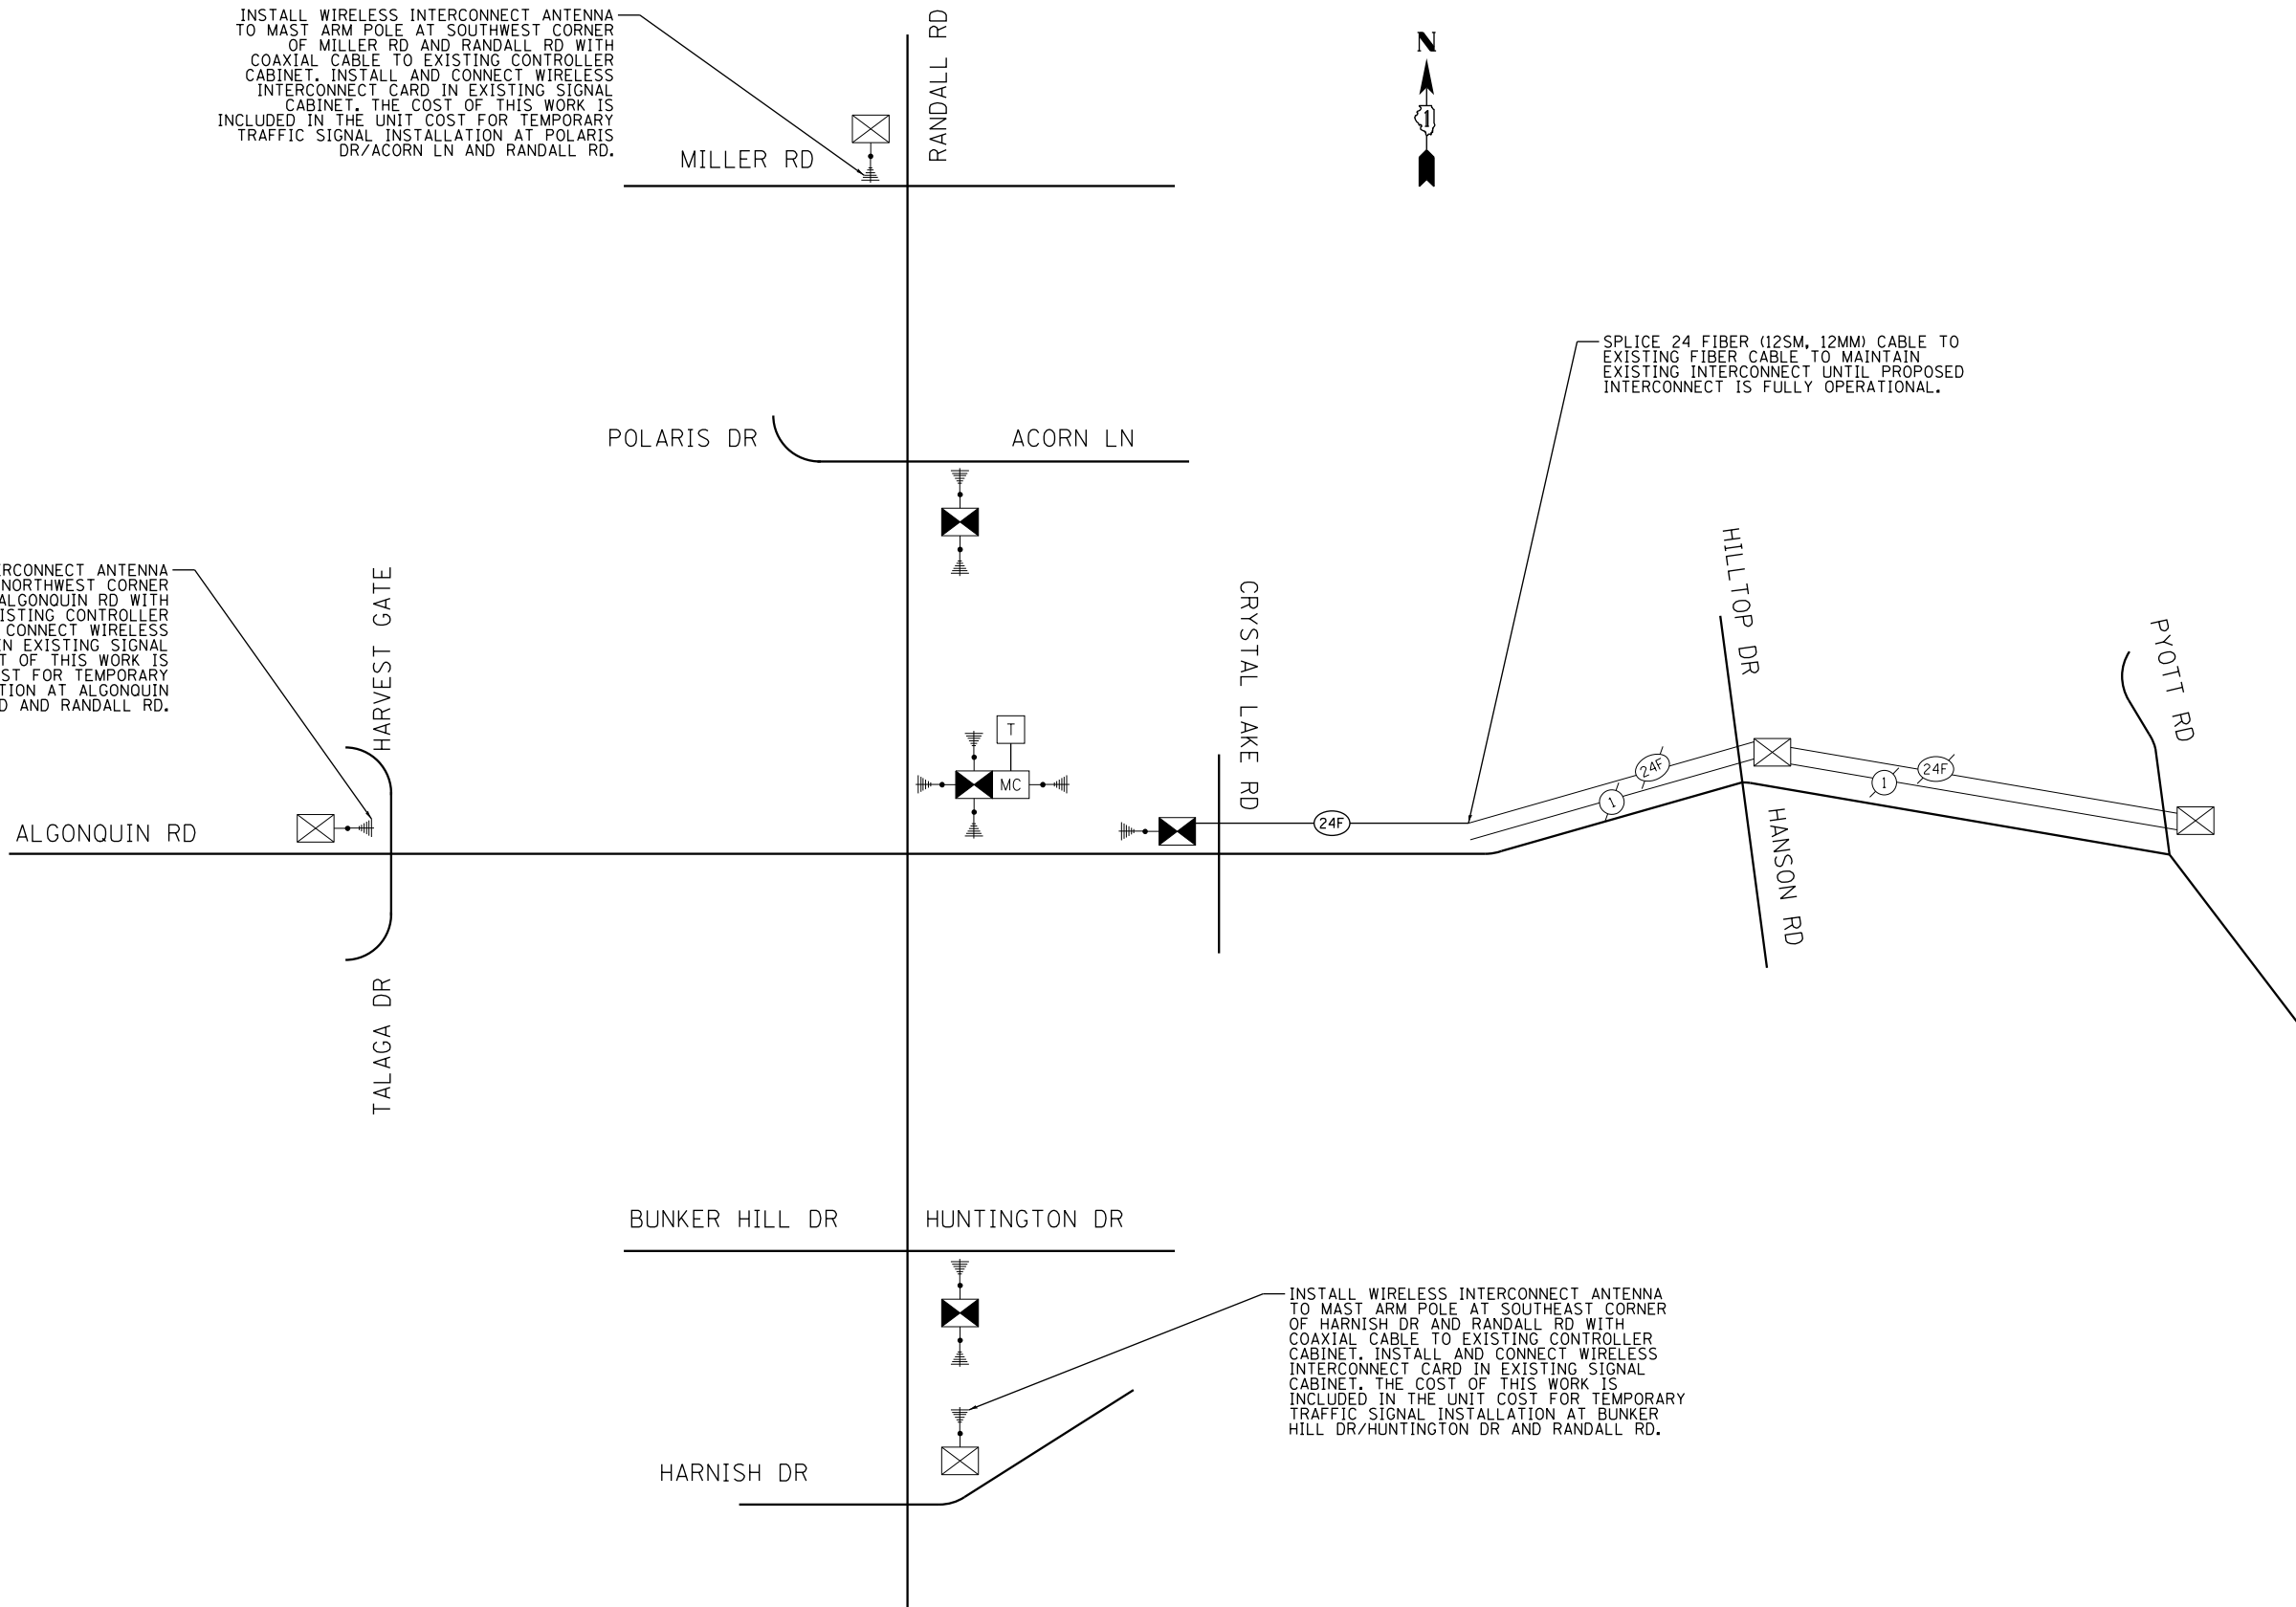 INSTALL WIRELESS INTERCONNECT ANTENNA
TO MAST ARM POLE AT SOUTHWEST CORNER
OF MILLER RD AND RANDALL RD WITH
COAXIAL CABLE TO EXISTING CONTROLLER
CABINET. INSTALL AND CONNECT WIRELESS
INTERCONNECT CARD IN EXISTING SIGNAL
CABINET. THE COST OF THIS WORK IS
INCLUDED IN THE UNIT COST FOR TEMPORARY
TRAFFIC SIGNAL INSTALLATION AT POLARIS
DR/ACORN LN AND RANDALL RD.
RANDALL RD
N
1
MILLER RD
SPLICE 24 FIBER (12SM, 12MM) CABLE TO
EXISTING FIBER CABLE TO MAINTAIN
EXISTING INTERCONNECT UNTIL PROPOSED
INTERCONNECT IS FULLY OPERATIONAL.
POLARIS DR
ACORN LN
ANTENNA
NORTHWEST CORNER
ALGONQUIN RD WITH
CONTROLLER
CONNECT WIRELESS
EXISTING SIGNAL
OF THIS WORK IS
FOR TEMPORARY
AT ALGONQUIN
AND RANDALL RD.
HARVEST GATE
CRYSTAL LAKE RD
HILLTOP DR
PYOTT RD
T
MC
24F
24F
24F
1
1
ALGONQUIN RD
HANSON RD
TALAGA DR
BUNKER HILL DR
HUNTINGTON DR
INSTALL WIRELESS INTERCONNECT ANTENNA
TO MAST ARM POLE AT SOUTHEAST CORNER
OF HARNISH DR AND RANDALL RD WITH
COAXIAL CABLE TO EXISTING CONTROLLER
CABINET. INSTALL AND CONNECT WIRELESS
INTERCONNECT CARD IN EXISTING SIGNAL
CABINET. THE COST OF THIS WORK IS
INCLUDED IN THE UNIT COST FOR TEMPORARY
TRAFFIC SIGNAL INSTALLATION AT BUNKER
HILL DR/HUNTINGTON DR AND RANDALL RD.
HARNISH DR